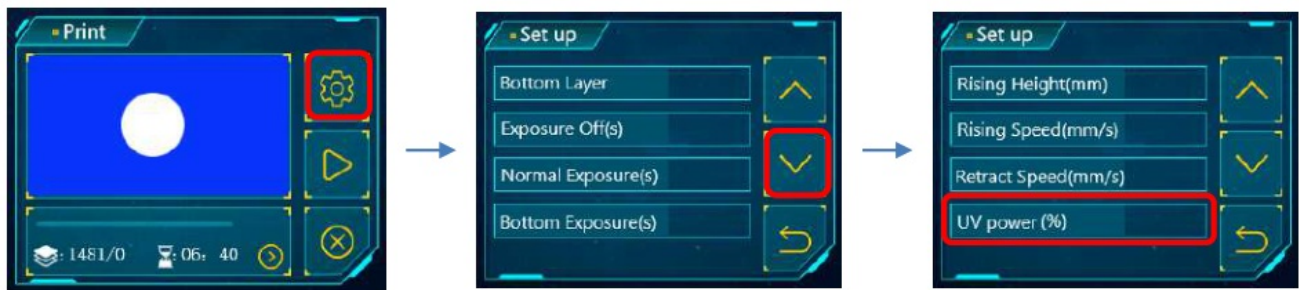 Print
: 1481/0
: 06: 40
Set up
Bottom Layer
Exposure Off(s)
Normal Exposure(s)
Bottom Exposure(s)
Set up
Rising Height(mm)
Rising Speed(mm/s)
Retract Speed(mm/s)
UV power (%)